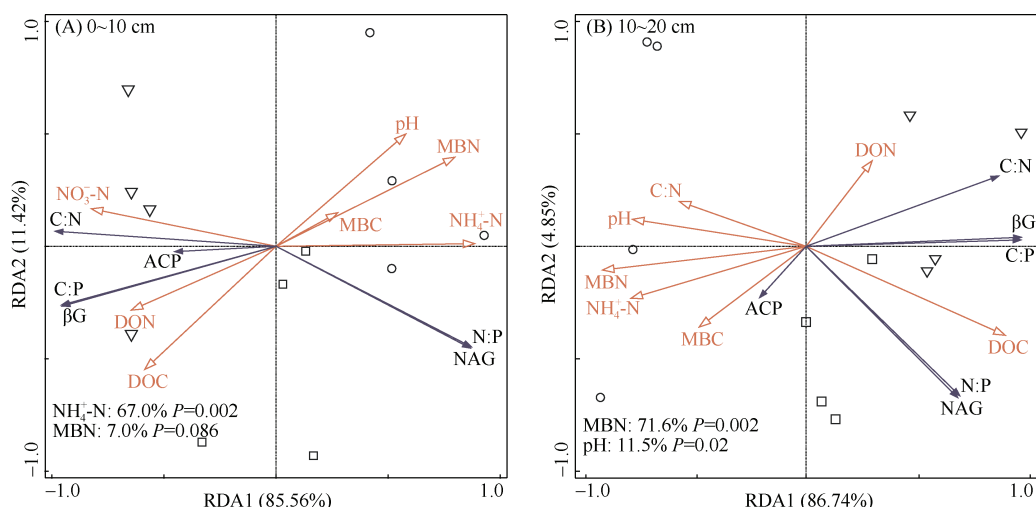 (A) 0~10 cm
1.0
RDA2 (11.42%)
−1.0
pH
MBN
NO₃⁻-N
C:N
MBC
NH₄⁺-N
ACP
C:P
βG
DON
DOC
N:P
NAG
NH₄⁺-N: 67.0% P=0.002
MBN: 7.0% P=0.086
−1.0
1.0
RDA1 (85.56%)
(B) 10~20 cm
1.0
RDA2 (4.85%)
−1.0
DON
C:N
C:N
pH
βG
C:P
MBN
NH₄⁺-N
ACP
MBC
DOC
N:P
NAG
MBN: 71.6% P=0.002
pH: 11.5% P=0.02
−1.0
1.0
RDA1 (86.74%)